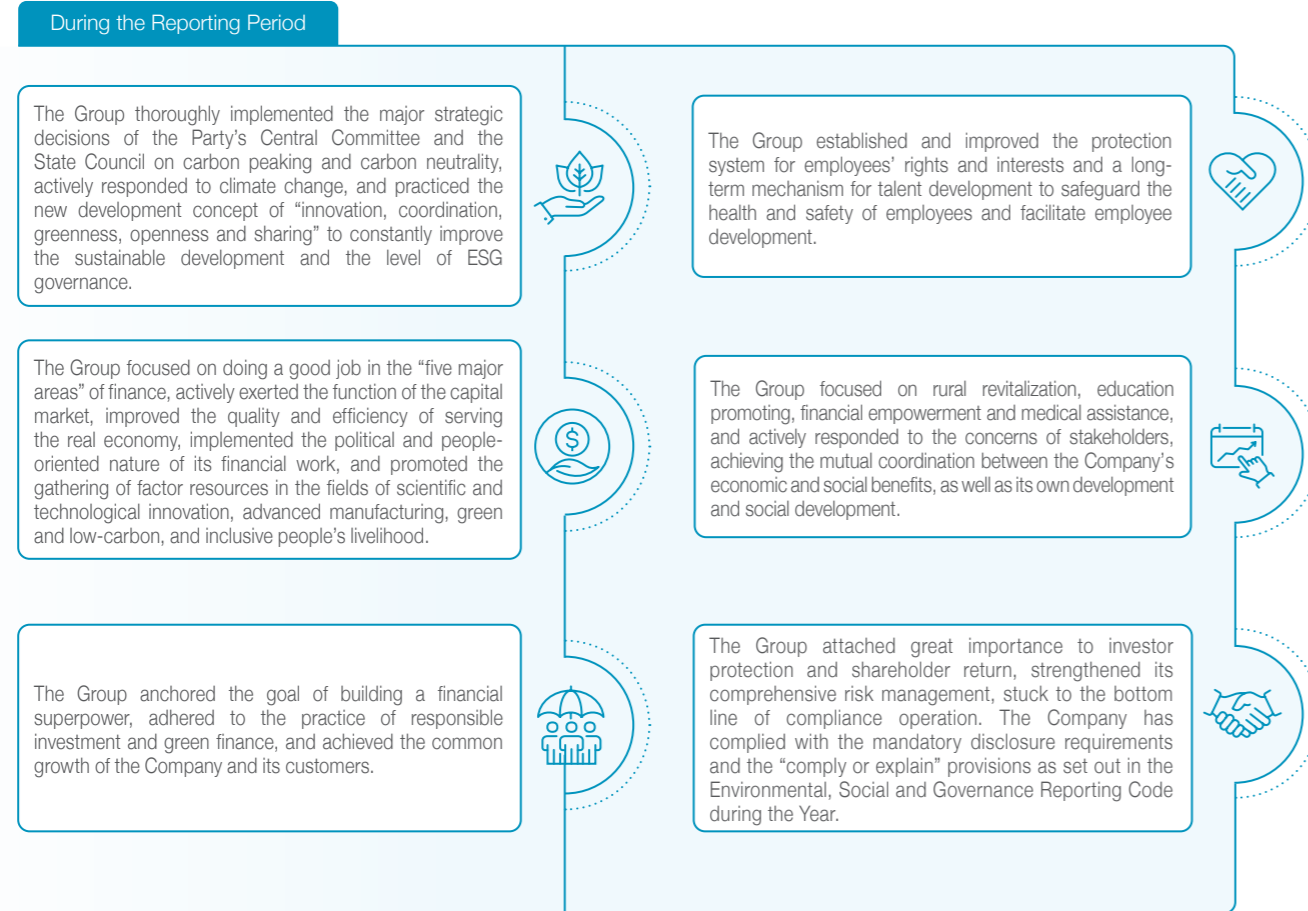 During the Reporting Period
The Group thoroughly implemented the major strategic
decisions of the Party's Central Committee and the
State Council on carbon peaking and carbon neutrality,
actively responded to climate change, and practiced the
new development concept of "innovation, coordination,
greenness, openness and sharing" to constantly improve
the sustainable development and the level of ESG
governance.
The Group focused on doing a good job in the "five major
areas" of finance, actively exerted the function of the capital
market, improved the quality and efficiency of serving
the real economy, implemented the political and people-
oriented nature of its financial work, and promoted the
gathering of factor resources in the fields of scientific and
technological innovation, advanced manufacturing, green
and low-carbon, and inclusive people's livelihood.
The Group anchored the goal of building a financial
superpower, adhered to the practice of responsible
investment and green finance, and achieved the common
growth of the Company and its customers.
The Group established and improved the protection
system for employees' rights and interests and a long-
term mechanism for talent development to safeguard the
health and safety of employees and facilitate employee
development.
The Group focused on rural revitalization, education
promoting, financial empowerment and medical assistance,
and actively responded to the concerns of stakeholders,
achieving the mutual coordination between the Company's
economic and social benefits, as well as its own development
and social development.
The Group attached great importance to investor
protection and shareholder return, strengthened its
comprehensive risk management, stuck to the bottom
line of compliance operation. The Company has
complied with the mandatory disclosure requirements
and the "comply or explain" provisions as set out in the
Environmental, Social and Governance Reporting Code
during the Year.